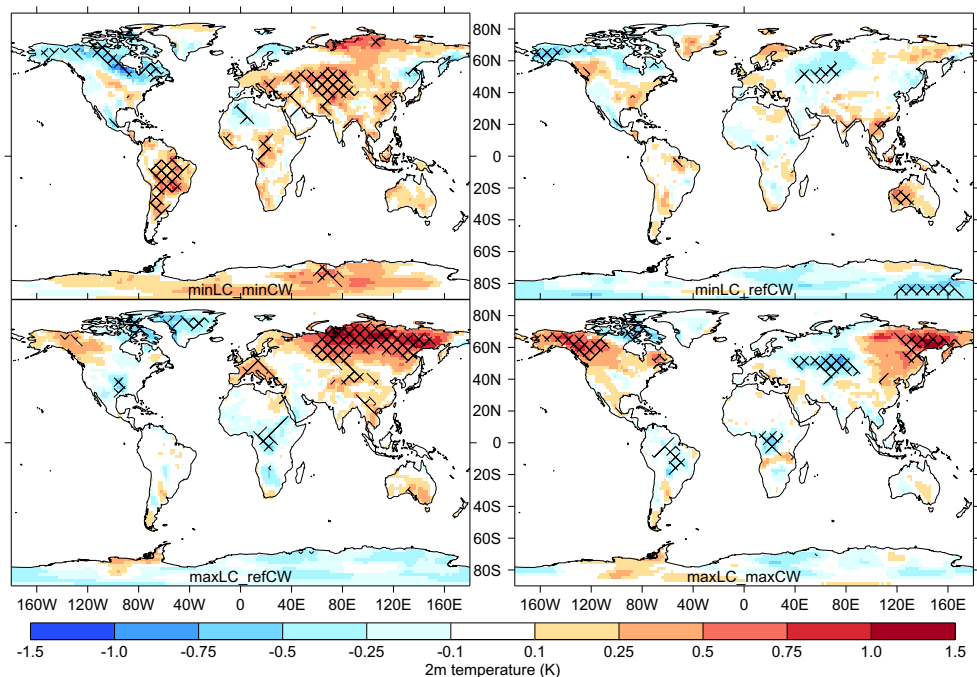 80N
60N
40N
20N
0
20S
40S
60S
80S
minLC_minCW
minLC_refCW
80N
60N
40N
20N
0
20S
40S
60S
80S
maxLC_refCW
maxLC_maxCW
160W 120W 80W 40W 0 40E 80E 120E 160E
160W 120W 80W 40W 0 40E 80E 120E 160E
-1.5 -1.0 -0.75 -0.5 -0.25 -0.1 0.1 0.25 0.5 0.75 1.0 1.5
2m temperature (K)